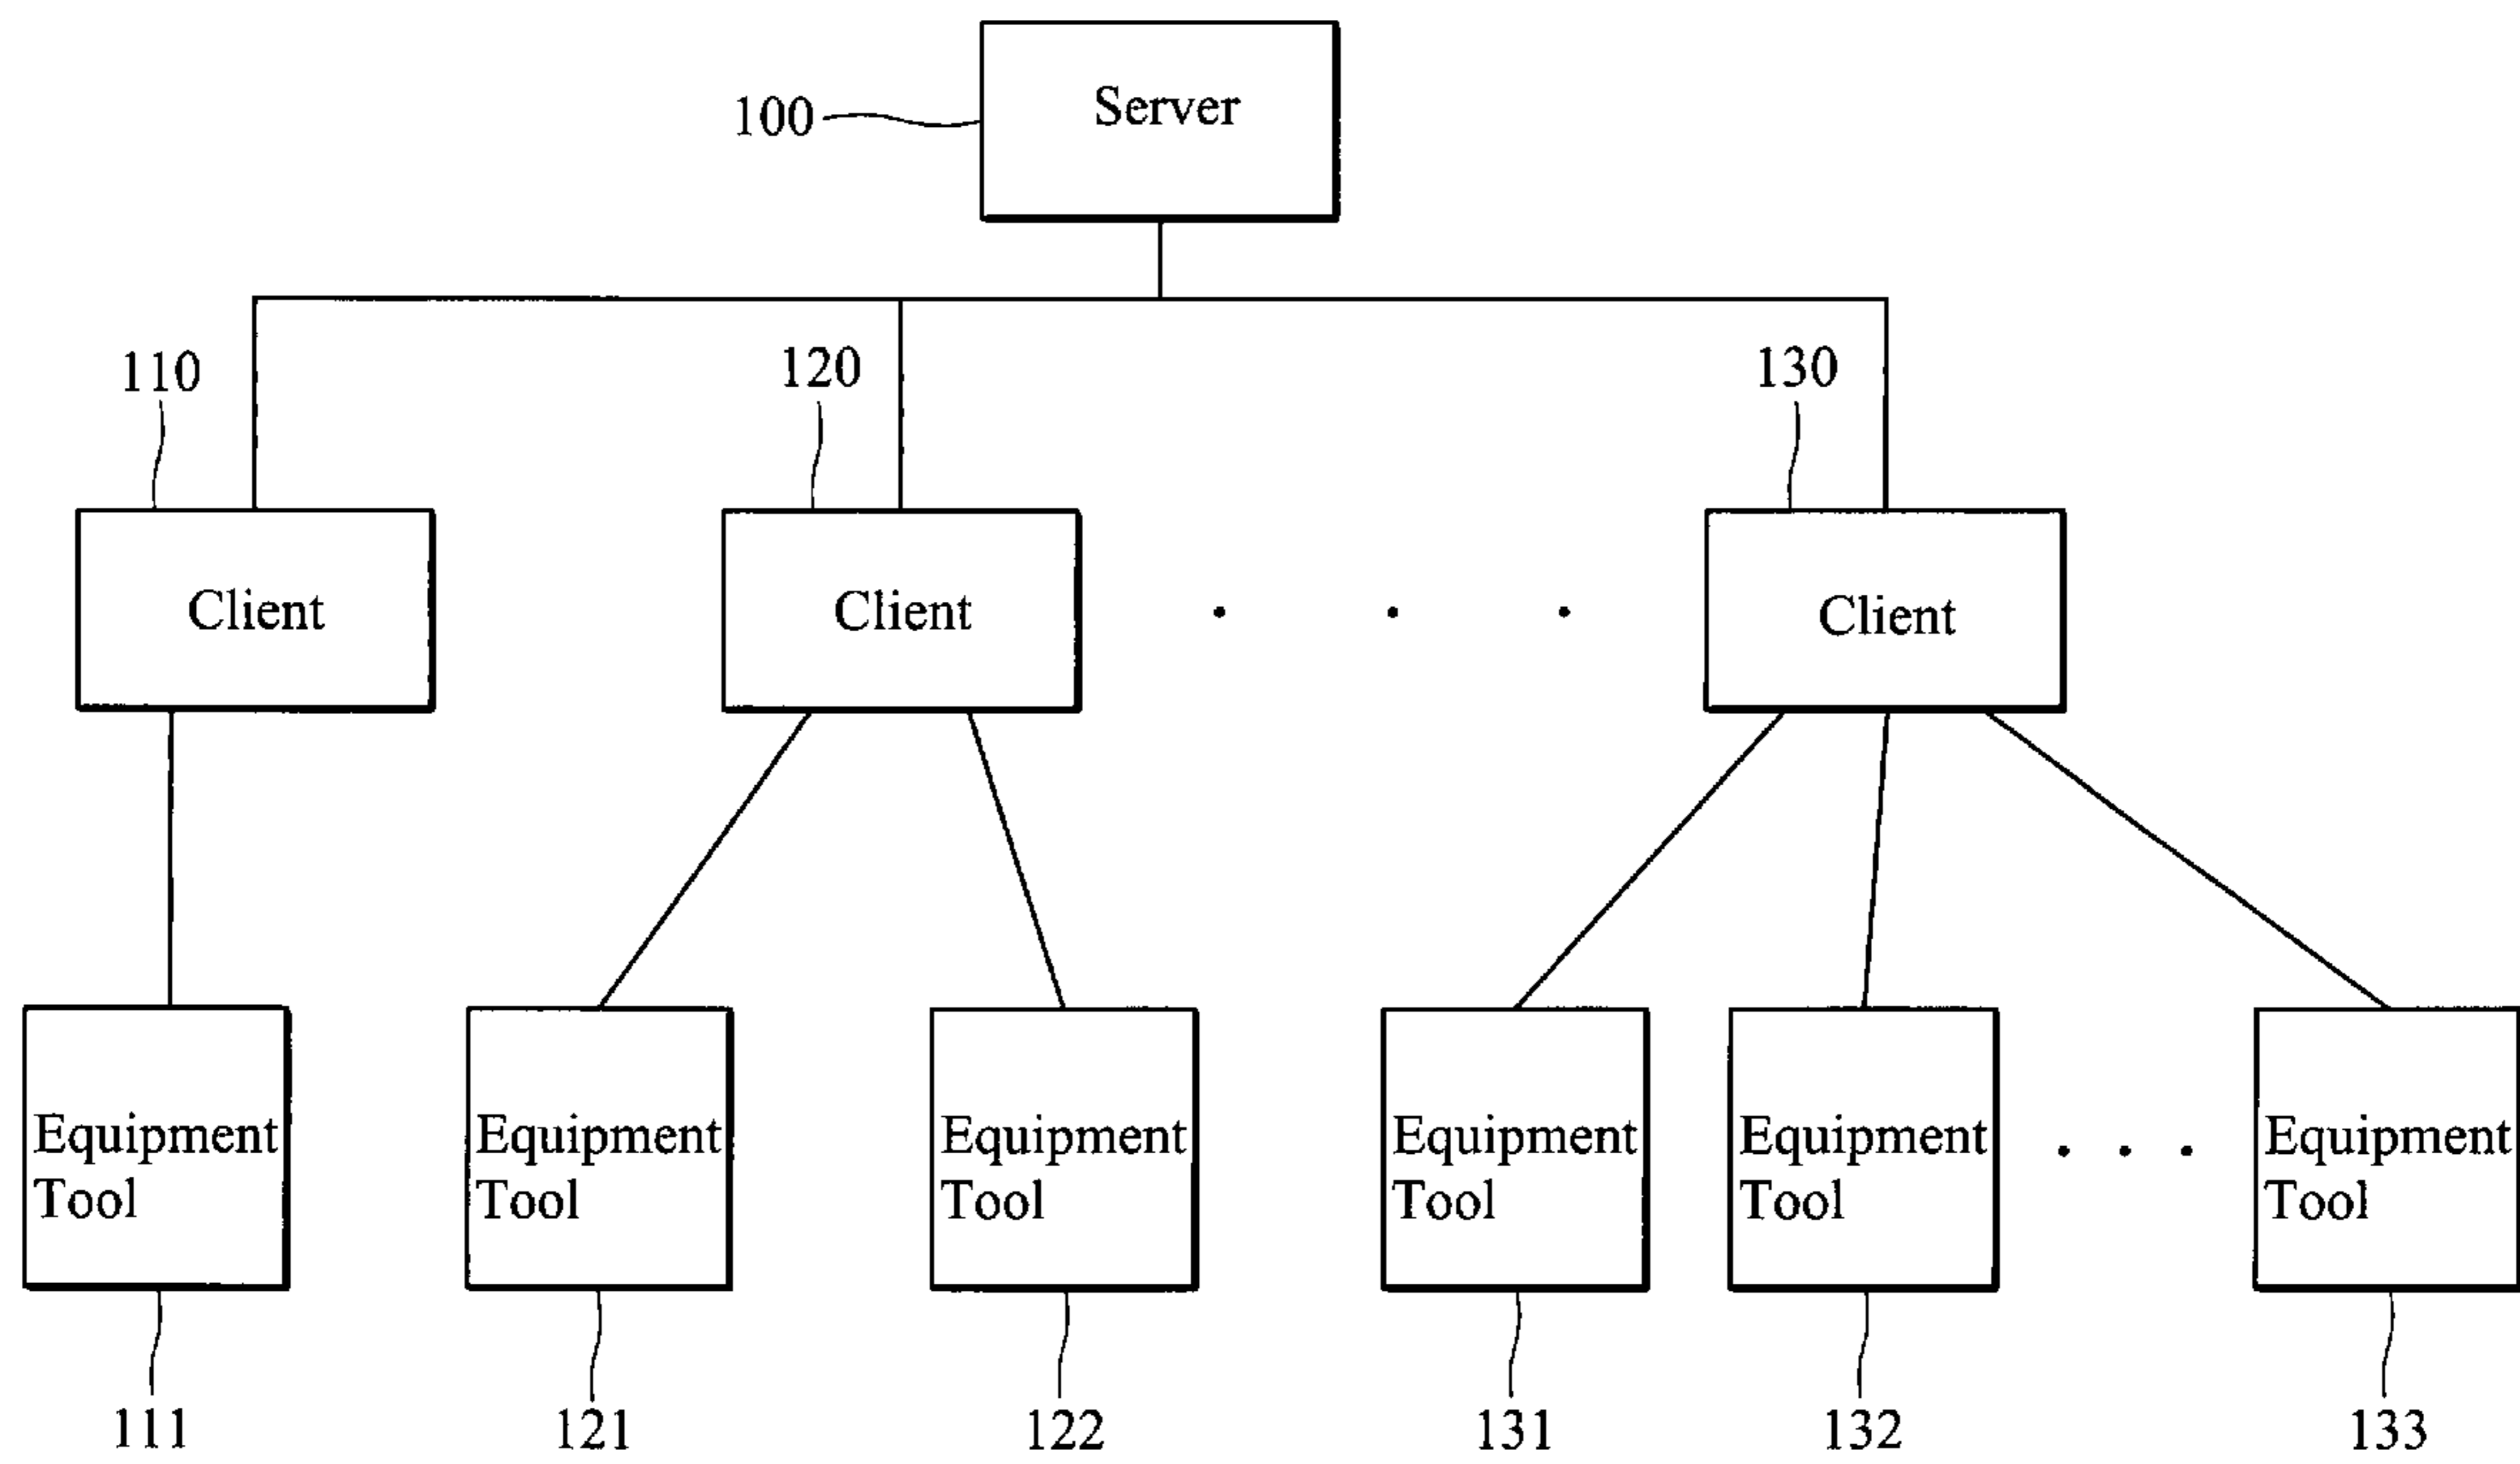 Server
100
110
120
130
Client
Client
. . .
Client
Equipment
Tool
Equipment
Tool
Equipment
Tool
Equipment
Tool
Equipment
Tool
. . .
Equipment
Tool
111
121
122
131
132
133